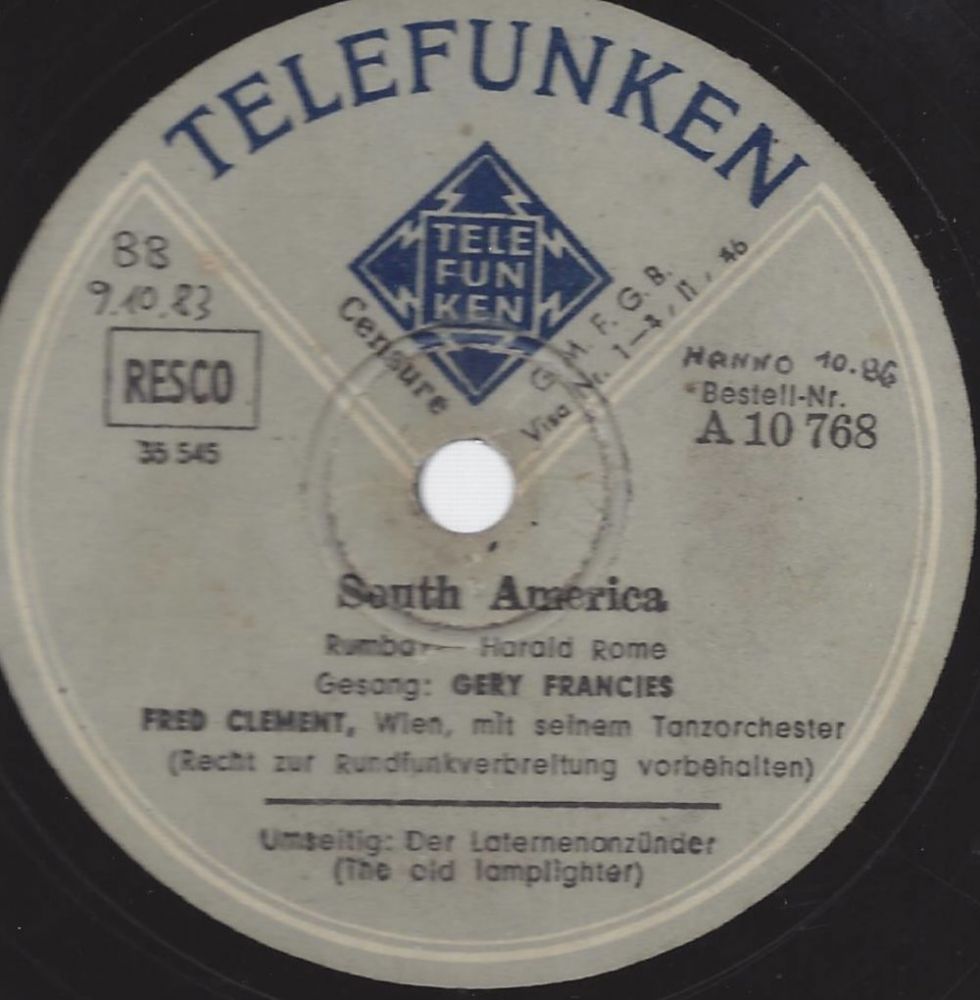 TELEFUNKEN
TELE
FUN
KEN
BB
9.10.83
RESCO
35 545
Censure
G. M. F. G. B.
Visa Nr. 1—3/11/46
HANNO 10.86
Bestell-Nr.
A 10 768
South America
Rumba — Harald Rome
Gesang: GERY FRANCIES
FRED CLEMENT, Wien, mit seinem Tanzorchester
(Recht zur Rundfunkverbreitung vorbehalten)
Umseitig: Der Laternenanzünder
(The old lamplighter)